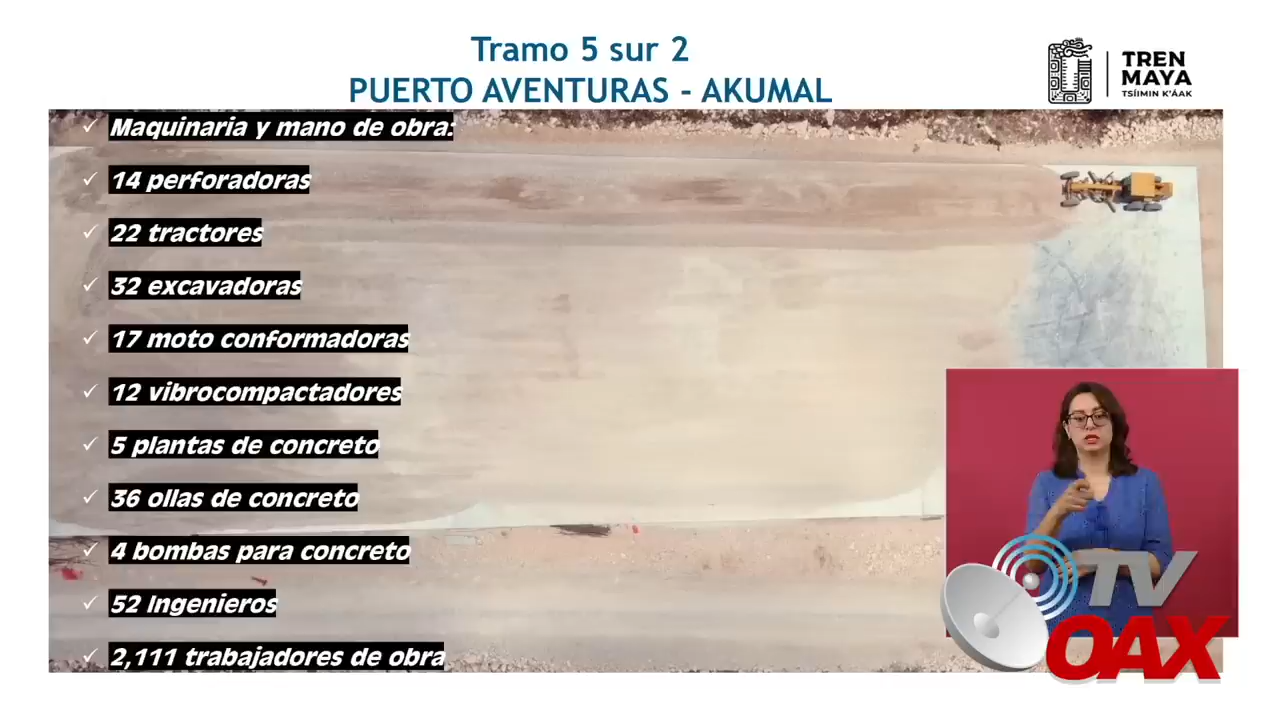 Tramo 5 sur 2
PUERTO AVENTURAS - AKUMAL
TREN
MAYA
TSÍIMIN K'ÁAK
Maquinaria y mano de obra:
14 perforadoras
22 tractores
32 excavadoras
17 moto conformadoras
12 vibrocompactadores
5 plantas de concreto
36 ollas de concreto
4 bombas para concreto
52 Ingenieros
2,111 trabajadores de obra
TV
OAX